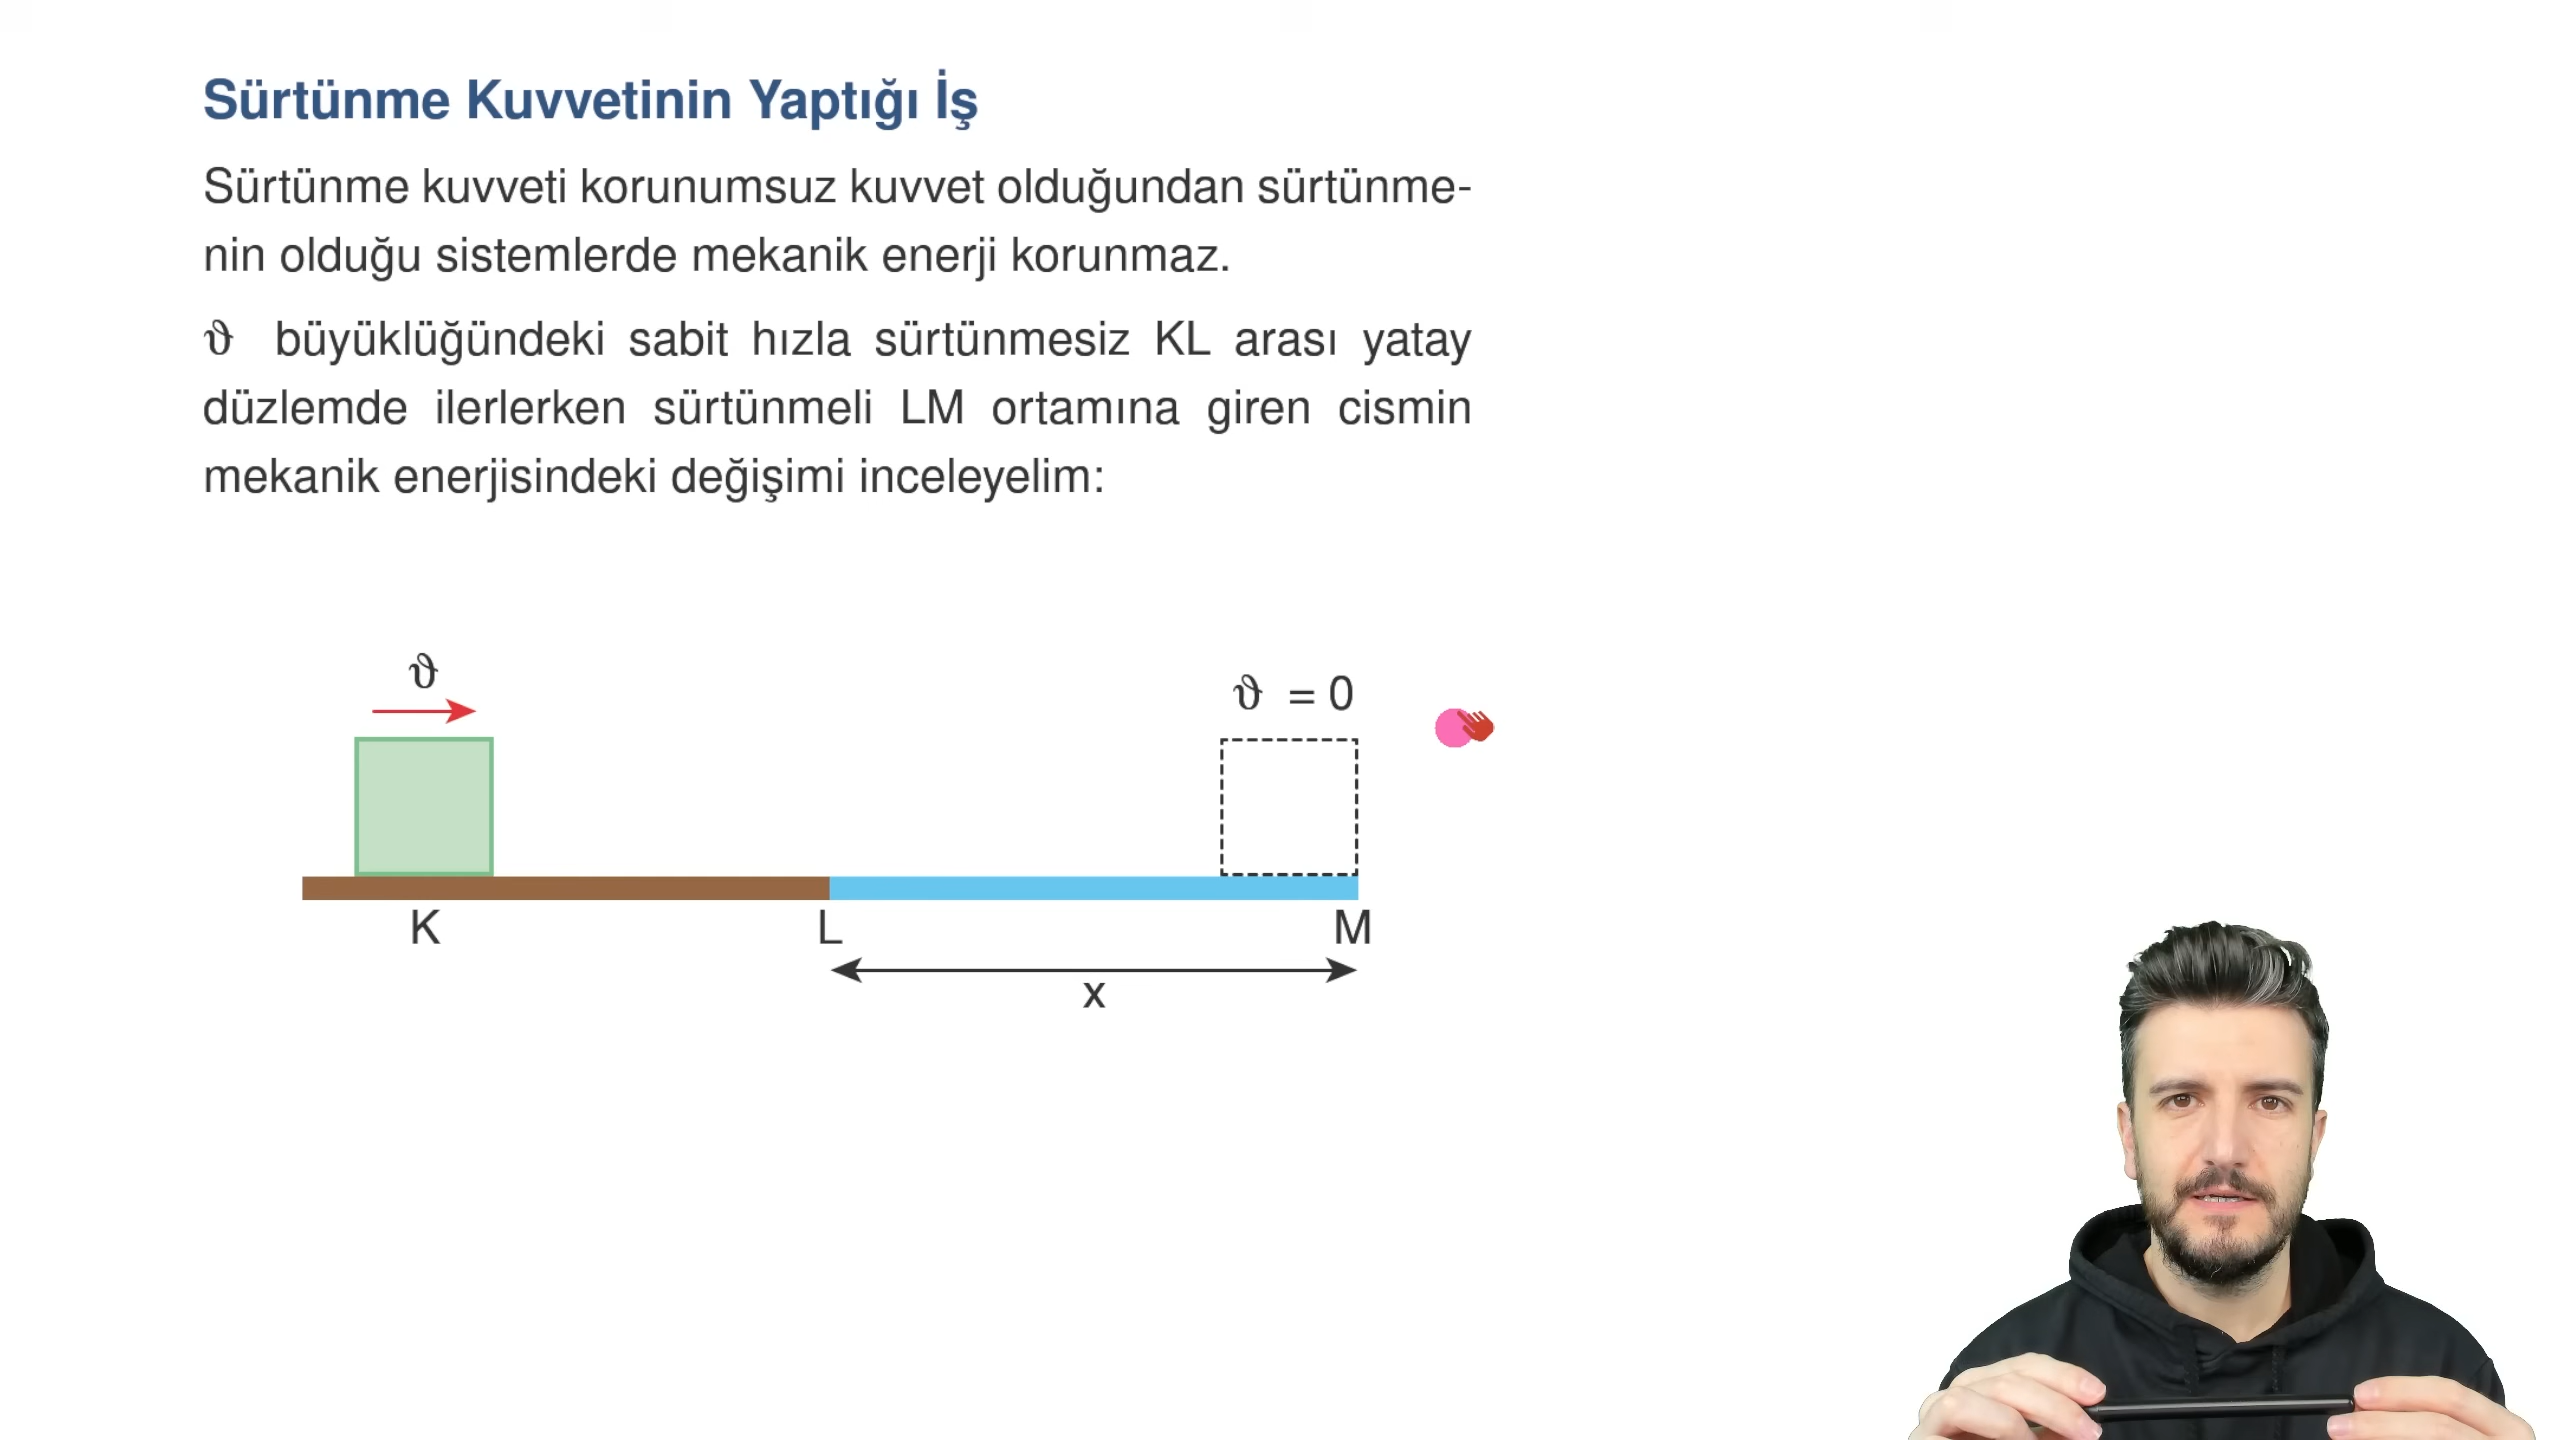 Sürtünme Kuvvetinin Yaptığı İş
Sürtünme kuvveti korunumsuz kuvvet olduğundan sürtünme-
nin olduğu sistemlerde mekanik enerji korunmaz.
ϑ büyüklüğündeki sabit hızla sürtünmesiz KL arası yatay
düzlemde ilerlerken sürtünmeli LM ortamına giren cismin
mekanik enerjisindeki değişimi inceleyelim:
ϑ
ϑ = 0
K
L
M
x